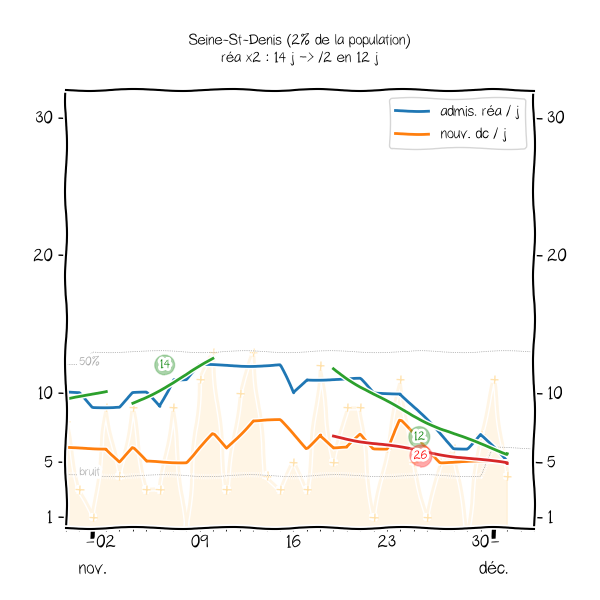 Seine-St-Denis (2% de la population)
réa x2 : 14 j -> /2 en 12 j
admis. réa / j
nouv. dc / j
30
30
20
20
50%
14
10
10
12
26
5
5
bruit
1
1
02
09
16
23
30
nov.
déc.